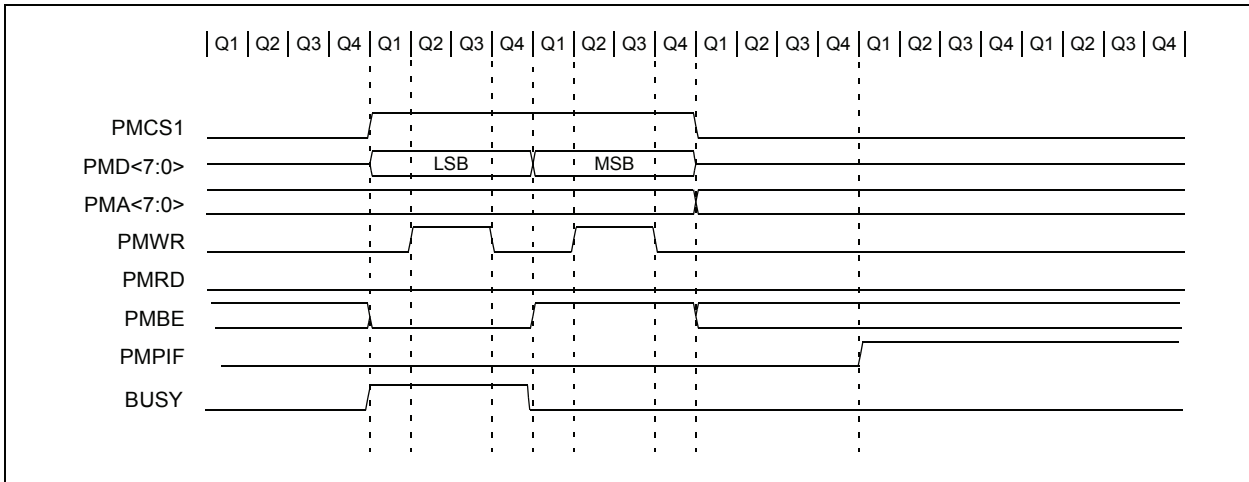 Q1 Q2 Q3 Q4 Q1 Q2 Q3 Q4 Q1 Q2 Q3 Q4 Q1 Q2 Q3 Q4 Q1 Q2 Q3 Q4 Q1 Q2 Q3 Q4
PMCS1
PMD<7:0> LSB MSB
PMA<7:0>
PMWR
PMRD
PMBE
PMPIF
BUSY